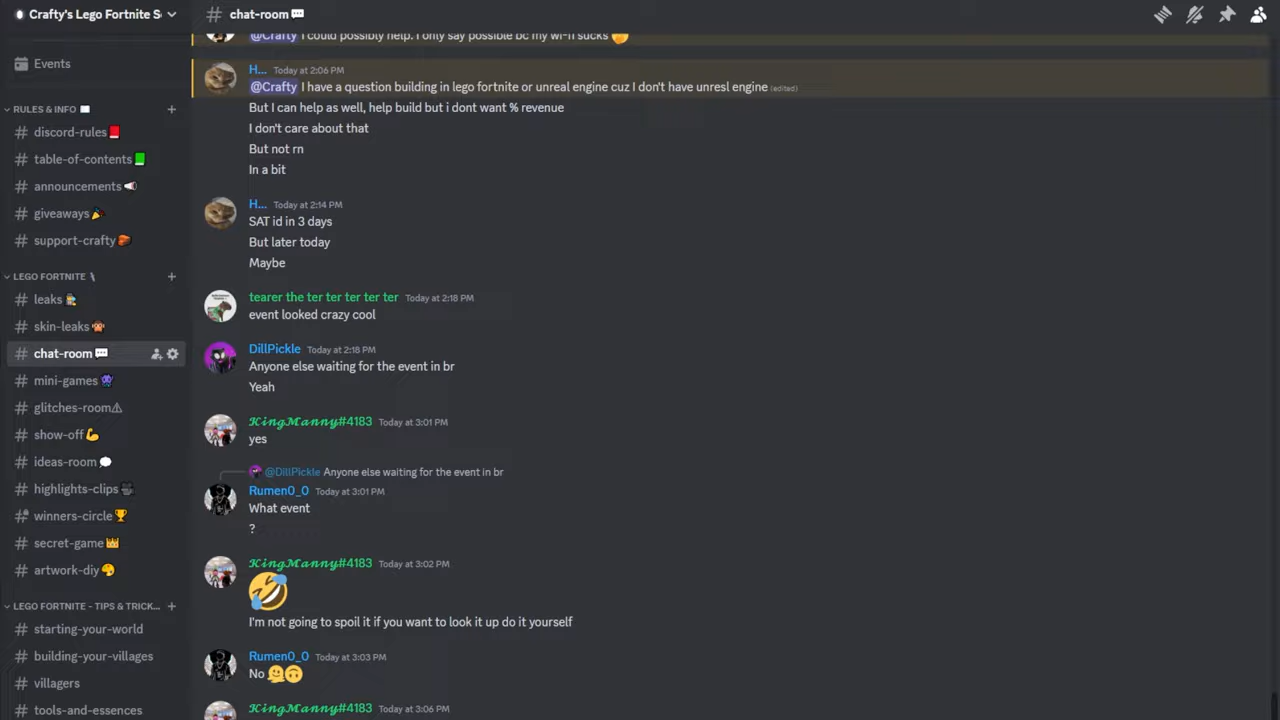 Crafty's Lego Fortnite S
# chat-room
Events
RULES & INFO
# discord-rules
# table-of-contents
# announcements
# giveaways
# support-crafty
LEGO FORTNITE
# leaks
# skin-leaks
# chat-room
# mini-games
# glitches-room
# show-off
# ideas-room
# highlights-clips
# winners-circle
# secret-game
# artwork-diy
LEGO FORTNITE - TIPS & TRICK...
# starting-your-world
# building-your-villages
# villagers
# tools-and-essences
@Crafty I could possibly help. I only say possible bc my wi-fi sucks
H... Today at 2:06 PM
@Crafty I have a question building in lego fortnite or unreal engine cuz I don't have unresl engine (edited)
But I can help as well, help build but i dont want % revenue
I don't care about that
But not rn
In a bit
H... Today at 2:14 PM
SAT id in 3 days
But later today
Maybe
tearer the ter ter ter ter ter Today at 2:18 PM
event looked crazy cool
DillPickle Today at 2:18 PM
Anyone else waiting for the event in br
Yeah
𝓚𝓲𝓷𝓰𝓜𝓪𝓷𝓷𝔂#4183 Today at 3:01 PM
yes
@DillPickle Anyone else waiting for the event in br
Rumen0_0 Today at 3:01 PM
What event
?
𝓚𝓲𝓷𝓰𝓜𝓪𝓷𝓷𝔂#4183 Today at 3:02 PM
🤣
I'm not going to spoil it if you want to look it up do it yourself
Rumen0_0 Today at 3:03 PM
No 🫠🙃
𝓚𝓲𝓷𝓰𝓜𝓪𝓷𝓷𝔂#4183 Today at 3:06 PM